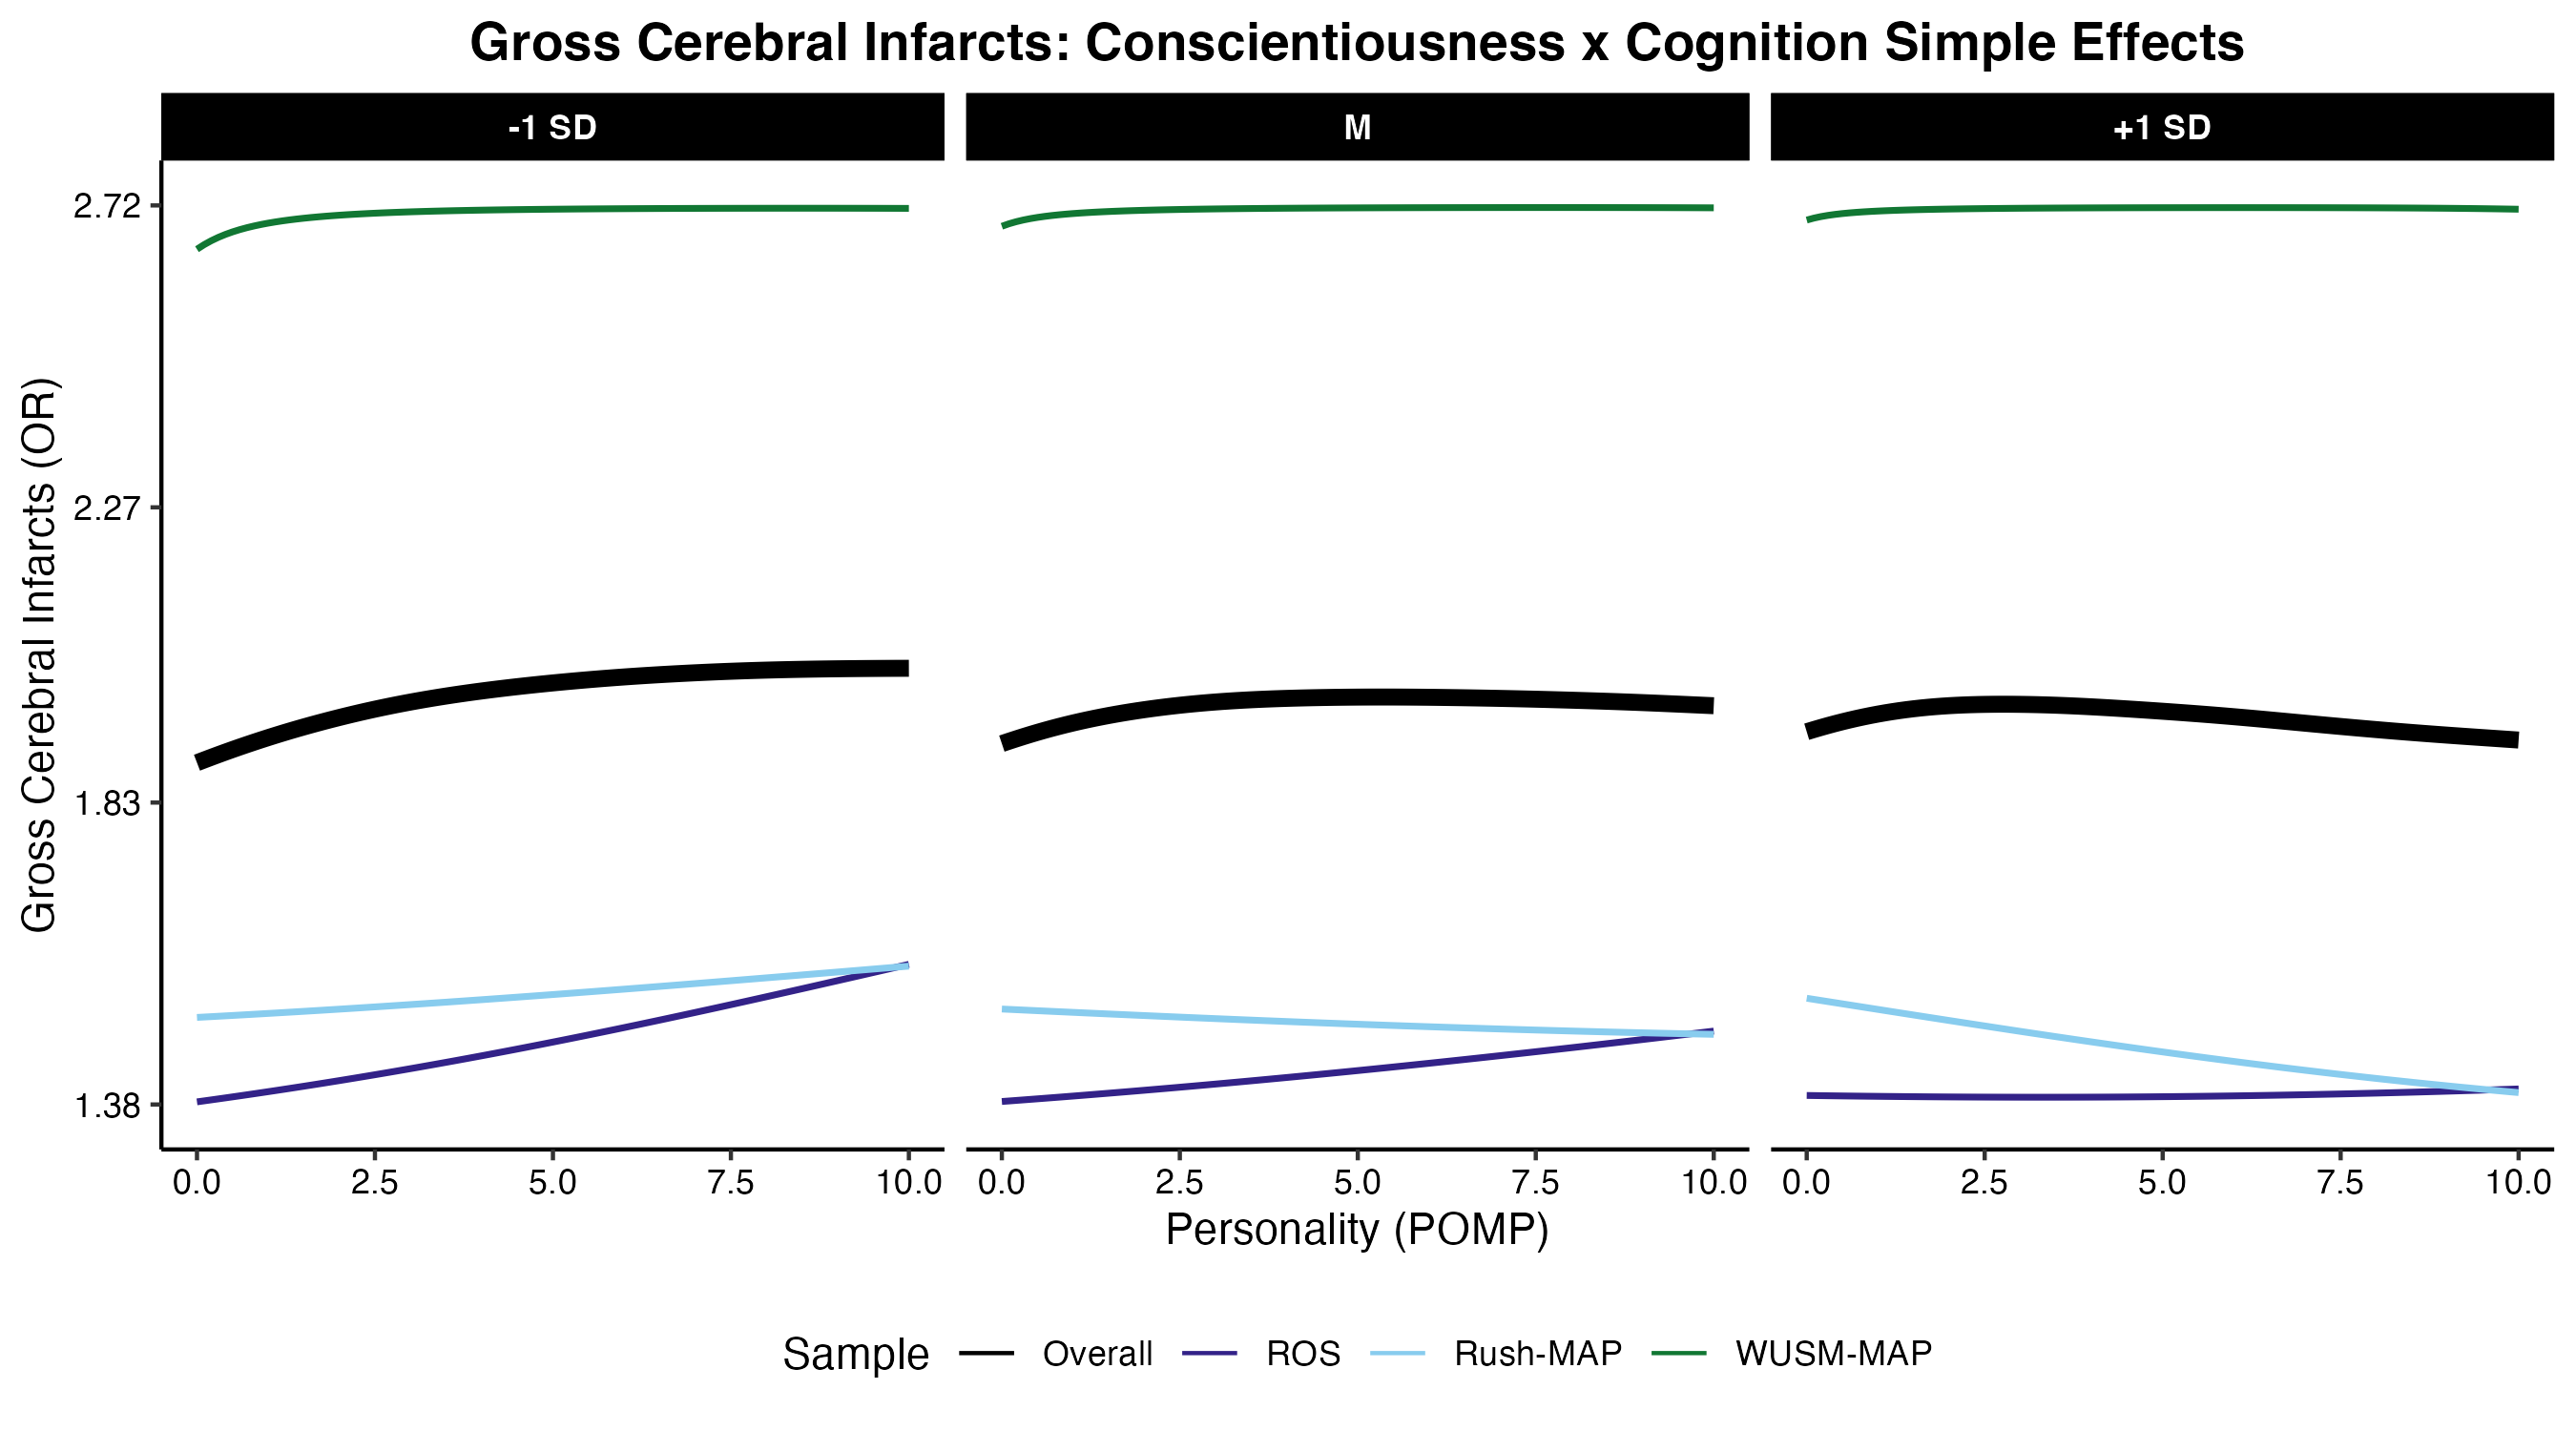 Gross Cerebral Infarcts: Conscientiousness x Cognition Simple Effects
-1 SD M +1 SD
Gross Cerebral Infarcts (OR)
2.72
2.27
1.83
1.38
0.0 2.5 5.0 7.5 10.0 0.0 2.5 5.0 7.5 10.0 0.0 2.5 5.0 7.5 10.0
Personality (POMP)
Sample Overall ROS Rush-MAP WUSM-MAP